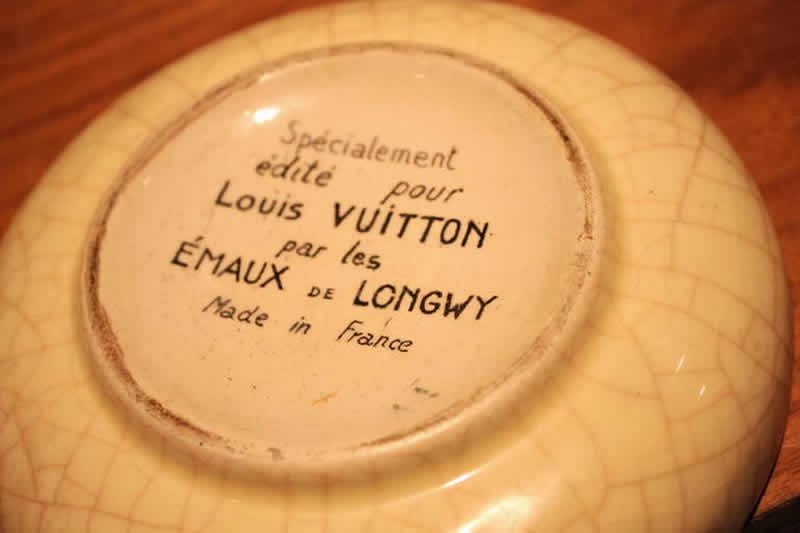 Spécialement
édité pour
Louis VUiTTON
par les
ÉMAUX DE LONGWY
Made in France